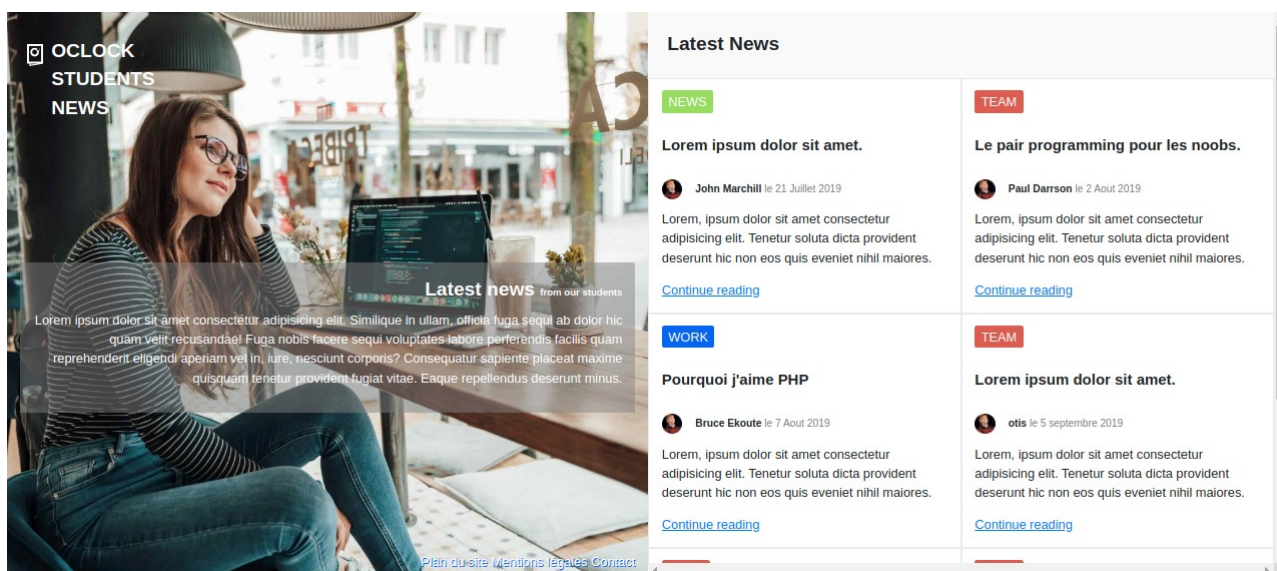 OCLOCK
STUDENTS
NEWS
Latest news from our students
Lorem ipsum dolor sit amet consectetur adipisicing elit. Similique in ullam, officia fuga sequi ab dolor hic
quam velit recusandae! Fuga nobis facere sequi voluptates labore perferendis facilis quam
reprehenderit eligendi aperiam vel in, iure, nesciunt corporis? Consequatur sapiente placeat maxime
quisquam tenetur provident fugiat vitae. Eaque repellendus deserunt minus.
Plan du site Mentions légales Contact
Latest News
NEWS
Lorem ipsum dolor sit amet.
John Marchill le 21 Juillet 2019
Lorem, ipsum dolor sit amet consectetur
adipisicing elit. Tenetur soluta dicta provident
deserunt hic non eos quis eveniet nihil maiores.
Continue reading
TEAM
Le pair programming pour les noobs.
Paul Darrson le 2 Aout 2019
Lorem, ipsum dolor sit amet consectetur
adipisicing elit. Tenetur soluta dicta provident
deserunt hic non eos quis eveniet nihil maiores.
Continue reading
WORK
Pourquoi j'aime PHP
Bruce Ekoute le 7 Aout 2019
Lorem, ipsum dolor sit amet consectetur
adipisicing elit. Tenetur soluta dicta provident
deserunt hic non eos quis eveniet nihil maiores.
Continue reading
TEAM
Lorem ipsum dolor sit amet.
otis le 5 septembre 2019
Lorem, ipsum dolor sit amet consectetur
adipisicing elit. Tenetur soluta dicta provident
deserunt hic non eos quis eveniet nihil maiores.
Continue reading